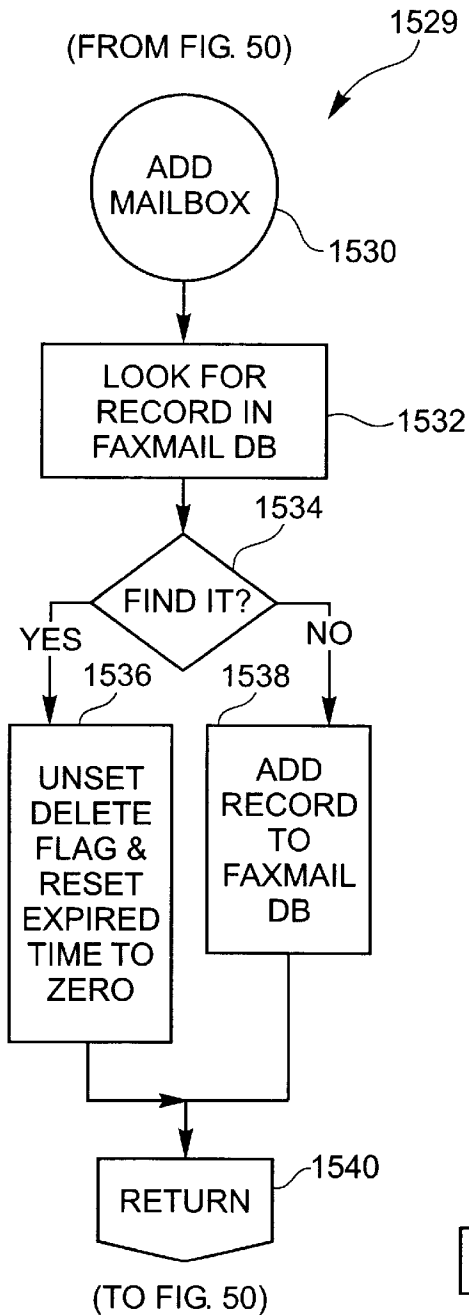 (FROM FIG. 50)
1529
ADD
MAILBOX
1530
LOOK FOR
RECORD IN
FAXMAIL DB
1532
1534
FIND IT?
YES
NO
1536
UNSET
DELETE
FLAG &
RESET
EXPIRED
TIME TO
ZERO
1538
ADD
RECORD
TO
FAXMAIL
DB
RETURN
1540
(TO FIG. 50)